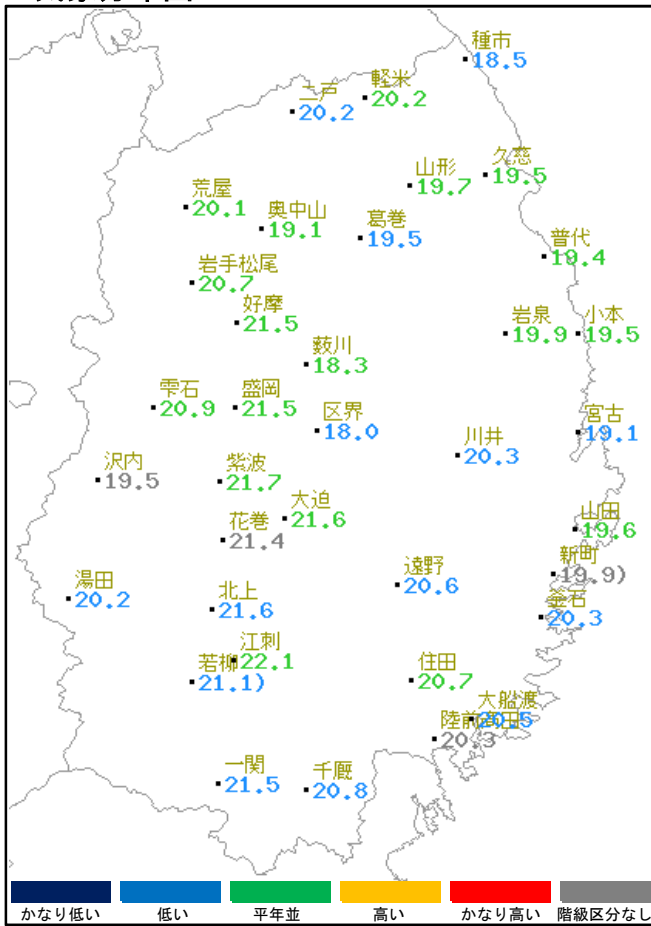 種市
18.5
軽米
20.2
二戸
20.2
久慈
19.5
山形
19.7
荒屋
20.1
奥中山
19.1
葛巻
19.5
普代
19.4
岩手松尾
20.7
好摩
21.5
岩泉
19.9
小本
19.5
薮川
18.3
雫石
20.9
盛岡
21.5
区界
18.0
宮古
19.1
川井
20.3
沢内
19.5
紫波
21.7
大迫
21.6
花巻
21.4
山田
19.6
新町
19.9)
遠野
20.6
湯田
20.2
北上
21.6
釜石
20.3
江刺
22.1
若柳
21.1)
住田
20.7
大船渡
20.5
陸前高田
20.3
一関
21.5
千厩
20.8
かなり低い 低い 平年並 高い かなり高い 階級区分なし